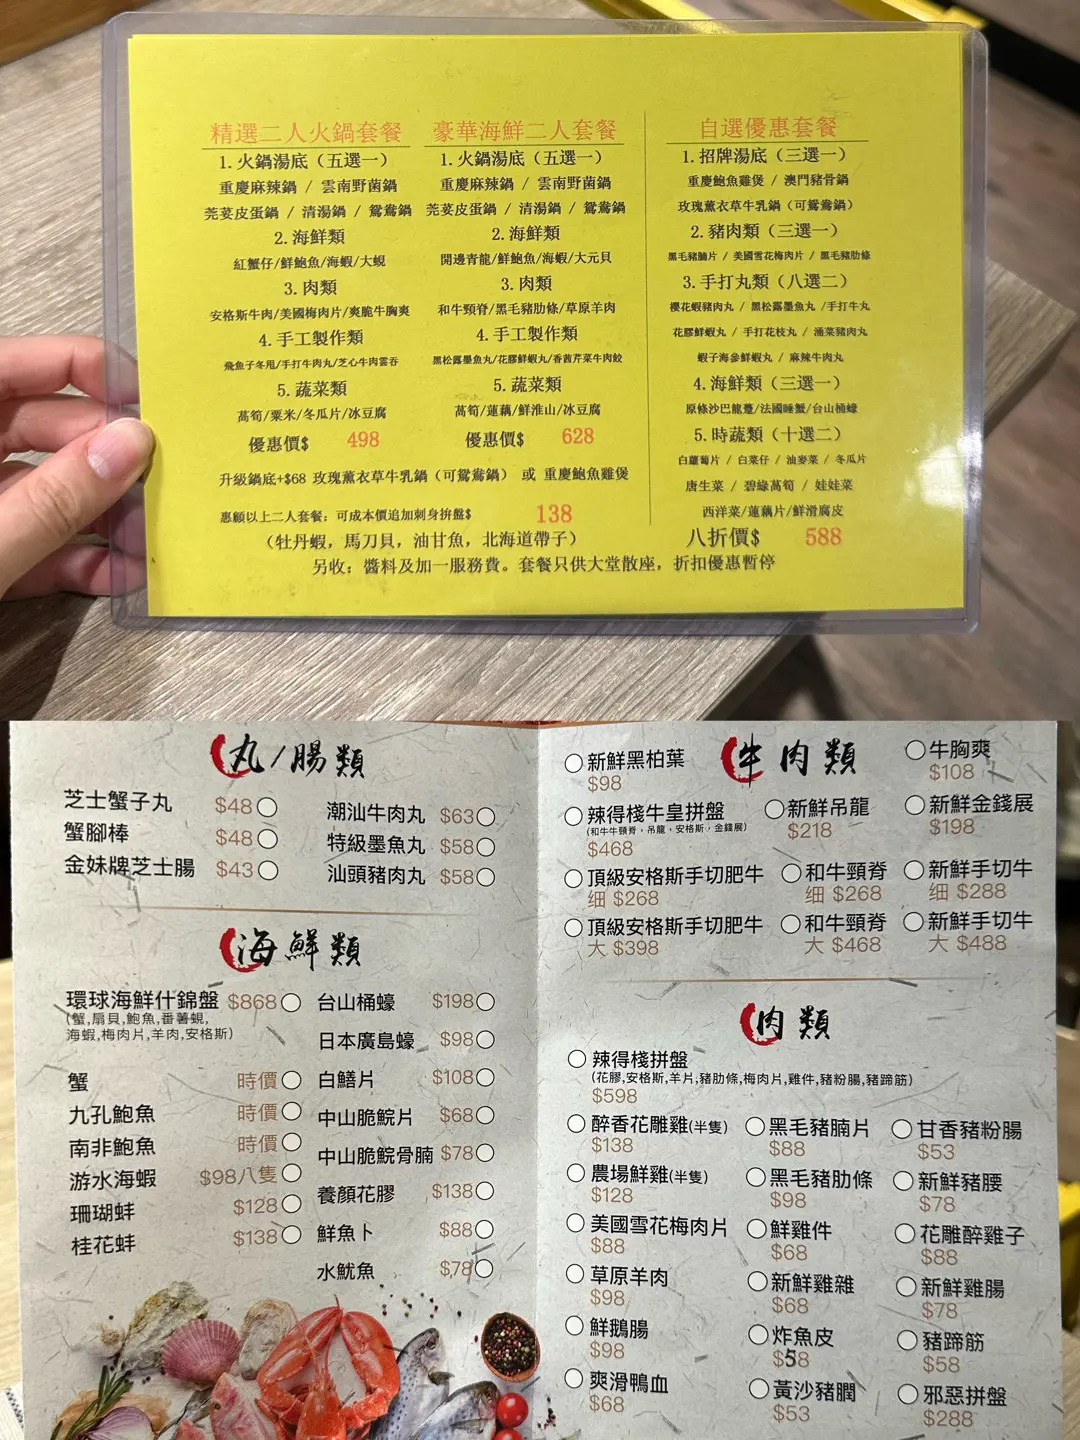 精選二人火鍋套餐
1.火鍋湯底（五選一）
重慶麻辣鍋 / 雲南野菌鍋
芫荽皮蛋鍋 / 清湯鍋 / 鴛鴦鍋
2.海鮮類
紅蟹仔/鮮鮑魚/海蝦/大蜆
3.肉類
安格斯牛肉/美國梅肉片/爽脆牛胸爽
4.手工製作類
飛魚子冬甩/手打牛肉丸/芝心牛肉雲吞
5.蔬菜類
萵筍/粟米/冬瓜片/冰豆腐
優惠價$ 498
豪華海鮮二人套餐
1.火鍋湯底（五選一）
重慶麻辣鍋 / 雲南野菌鍋
芫荽皮蛋鍋 / 清湯鍋 / 鴛鴦鍋
2.海鮮類
開邊青龍/鮮鮑魚/海蝦/大元貝
3.肉類
和牛頸脊/黑毛豬肋條/草原羊肉
4.手工製作類
黑松露墨魚丸/花膠鮮蝦丸/香茜芹菜牛肉餃
5.蔬菜類
萵筍/蓮藕/鮮淮山/冰豆腐
優惠價$ 628
升級鍋底+$68 玫瑰薰衣草牛乳鍋（可鴛鴦鍋） 或 重慶鮑魚雞煲
惠顧以上二人套餐：可成本價追加刺身拼盤$ 138
（牡丹蝦，馬刀貝，油甘魚，北海道帶子）
自选優惠套餐
1.招牌湯底（三選一）
重慶鮑魚雞煲 / 澳門豬骨鍋
玫瑰薰衣草牛乳鍋（可鴛鴦鍋）
2.豬肉類（三選一）
黑毛豬腩片 / 美國雪花梅肉片 / 黑毛豬肋條
3.手打丸類（八選二）
櫻花蝦豬肉丸 / 黑松露墨魚丸 /手打牛丸
花膠鮮蝦丸 / 手打花枝丸 / 涌菜豬肉丸
蝦子海參鮮蝦丸 / 麻辣牛肉丸
4.海鮮類（三選一）
原條沙巴龍躉/法國睡蟹/台山桶蠔
5.時蔬類（十選二）
白蘿蔔片 / 白菜仔 / 油麥菜 / 冬瓜片
唐生菜 / 碧綠萵筍 / 娃娃菜
西洋菜/蓮藕片/鮮滑腐皮
八折價$ 588
另收：醬料及加一服務費。套餐只供大堂散座，折扣優惠暫停
丸/腸類
芝士蟹子丸 $48
蟹腳棒 $48
金妹牌芝士腸 $43
潮汕牛肉丸 $63
特級墨魚丸 $58
汕頭豬肉丸 $58
海鮮類
環球海鮮什錦盤 $868
(蟹,扇貝,鮑魚,番薯蜆,
海蝦,梅肉片,羊肉,安格斯)
蟹 時價
九孔鮑魚 時價
南非鮑魚 時價
游水海蝦 $98八隻
珊瑚蚌 $128
桂花蚌 $138
台山桶蠔 $198
日本廣島蠔 $98
白鱔片 $108
中山脆鯇片 $68
中山脆鯇骨腩 $78
養顏花膠 $138
鮮魚卜 $88
水魷魚 $78
牛肉類
新鮮黑柏葉
$98
牛胸爽
$108
辣得棧牛皇拼盤
(和牛牛頸脊，吊龍，安格斯，金錢展)
$468
新鮮吊龍
$218
新鮮金錢展
$198
頂級安格斯手切肥牛
细 $268
和牛頸脊
细 $268
新鮮手切牛
细 $288
頂級安格斯手切肥牛
大 $398
和牛頸脊
大 $468
新鮮手切牛
大 $488
肉類
辣得棧拼盤
(花膠,安格斯,羊片,豬肋條,梅肉片,雞件,豬粉腸,豬蹄筋)
$598
醉香花雕雞(半隻)
$138
黑毛豬腩片
$88
甘香豬粉腸
$53
農場鮮雞(半隻)
$128
黑毛豬肋條
$98
新鮮豬腰
$78
美國雪花梅肉片
$88
鮮雞件
$68
花雕醉雞子
$88
草原羊肉
$98
新鮮雞雜
$68
新鮮雞腸
$78
鮮鵝腸
$98
炸魚皮
$58
豬蹄筋
$58
爽滑鴨血
$68
黃沙豬膶
$53
邪惡拼盤
$288